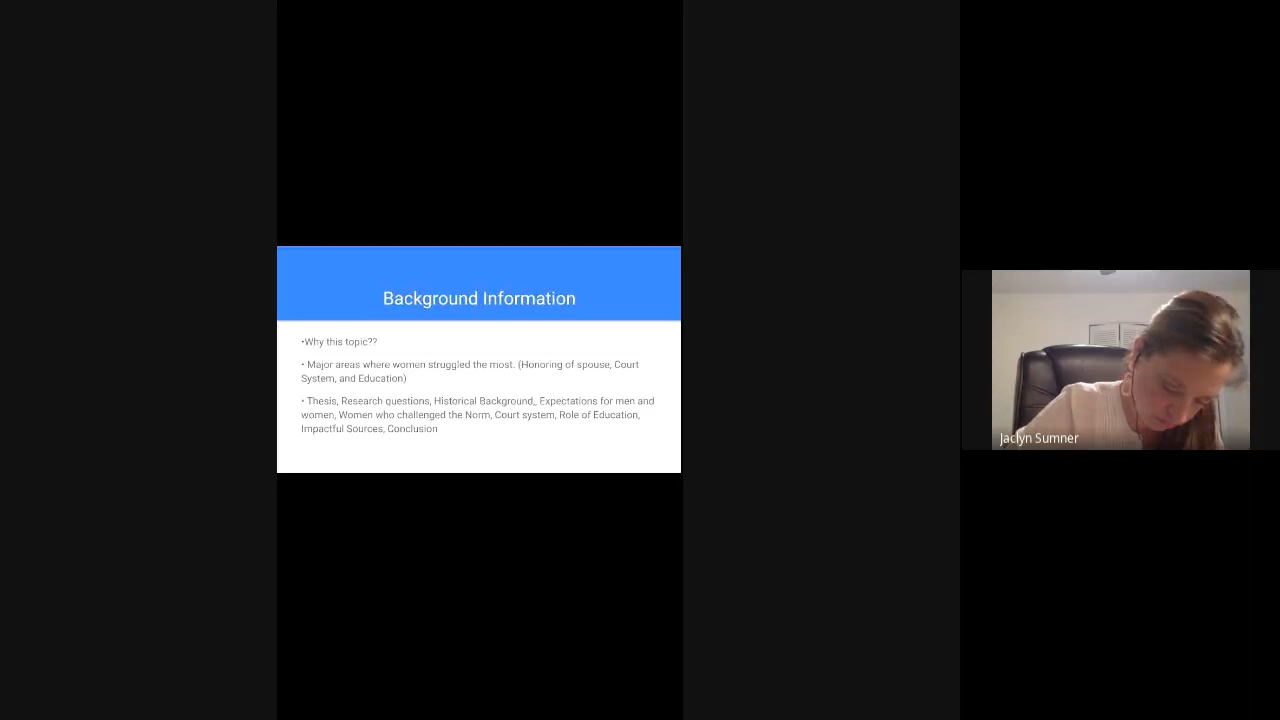 Background Information
•Why this topic??
• Major areas where women struggled the most. (Honoring of spouse, Court
System, and Education)
• Thesis, Research questions, Historical Background,, Expectations for men and
women, Women who challenged the Norm, Court system, Role of Education,
Impactful Sources, Conclusion
Jaclyn Sumner